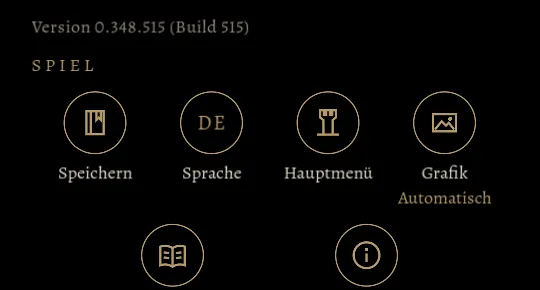 Version 0.348.515 (Build 515)
SPIEL
DE
Speichern Sprache Hauptmenü Grafik
Automatisch